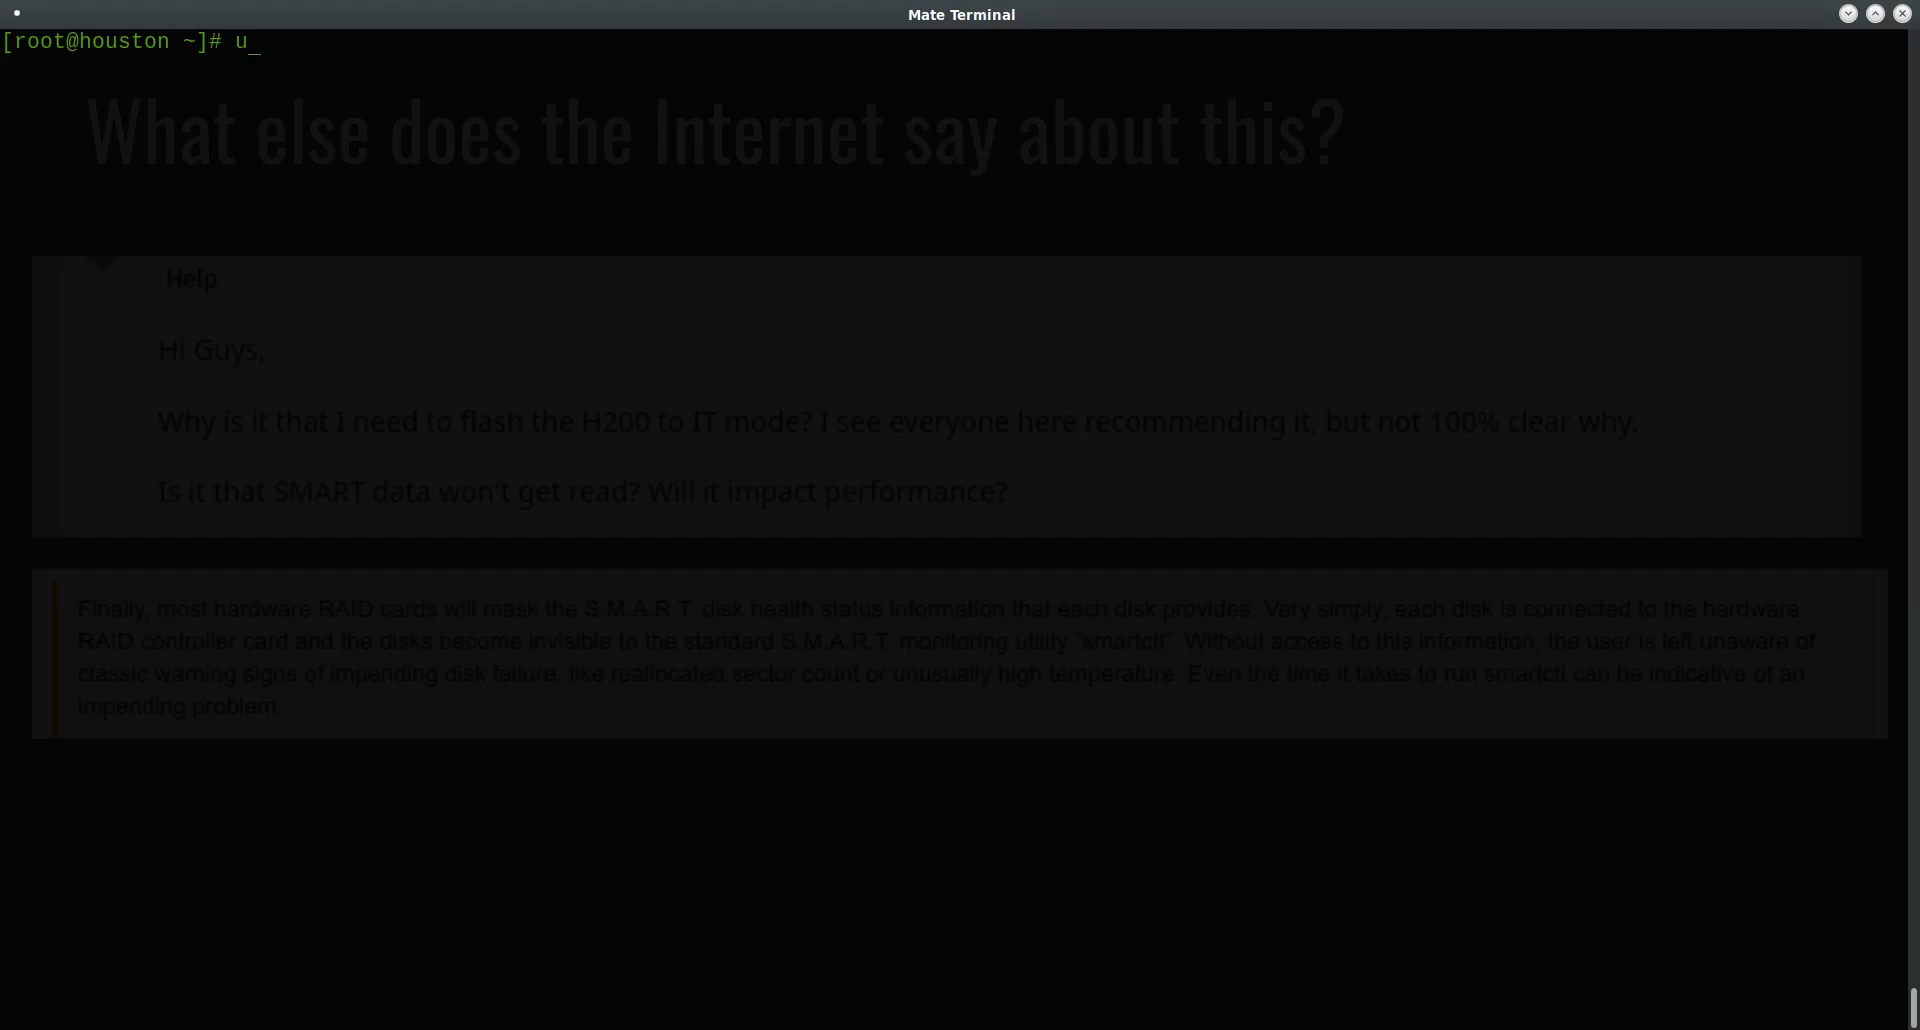 Mate Terminal
[root@houston ~]# u_
What else does the Internet say about this?
Help
Hi Guys,
Why is it that I need to flash the H200 to IT mode? I see everyone here recommending it, but not 100% clear why.
Is it that SMART data won't get read? Will it impact performance?
Finally, most hardware RAID cards will mask the S.M.A.R.T. disk health status information that each disk provides. Very simply, each disk is connected to the hardware
RAID controller card and the disks become invisible to the standard S.M.A.R.T. monitoring utility "smartctl". Without access to this information, the user is left unaware of
classic warning signs of impending disk failure, like reallocated sector count or unusually high temperature. Even the time it takes to run smartctl can be indicative of an
impending problem.